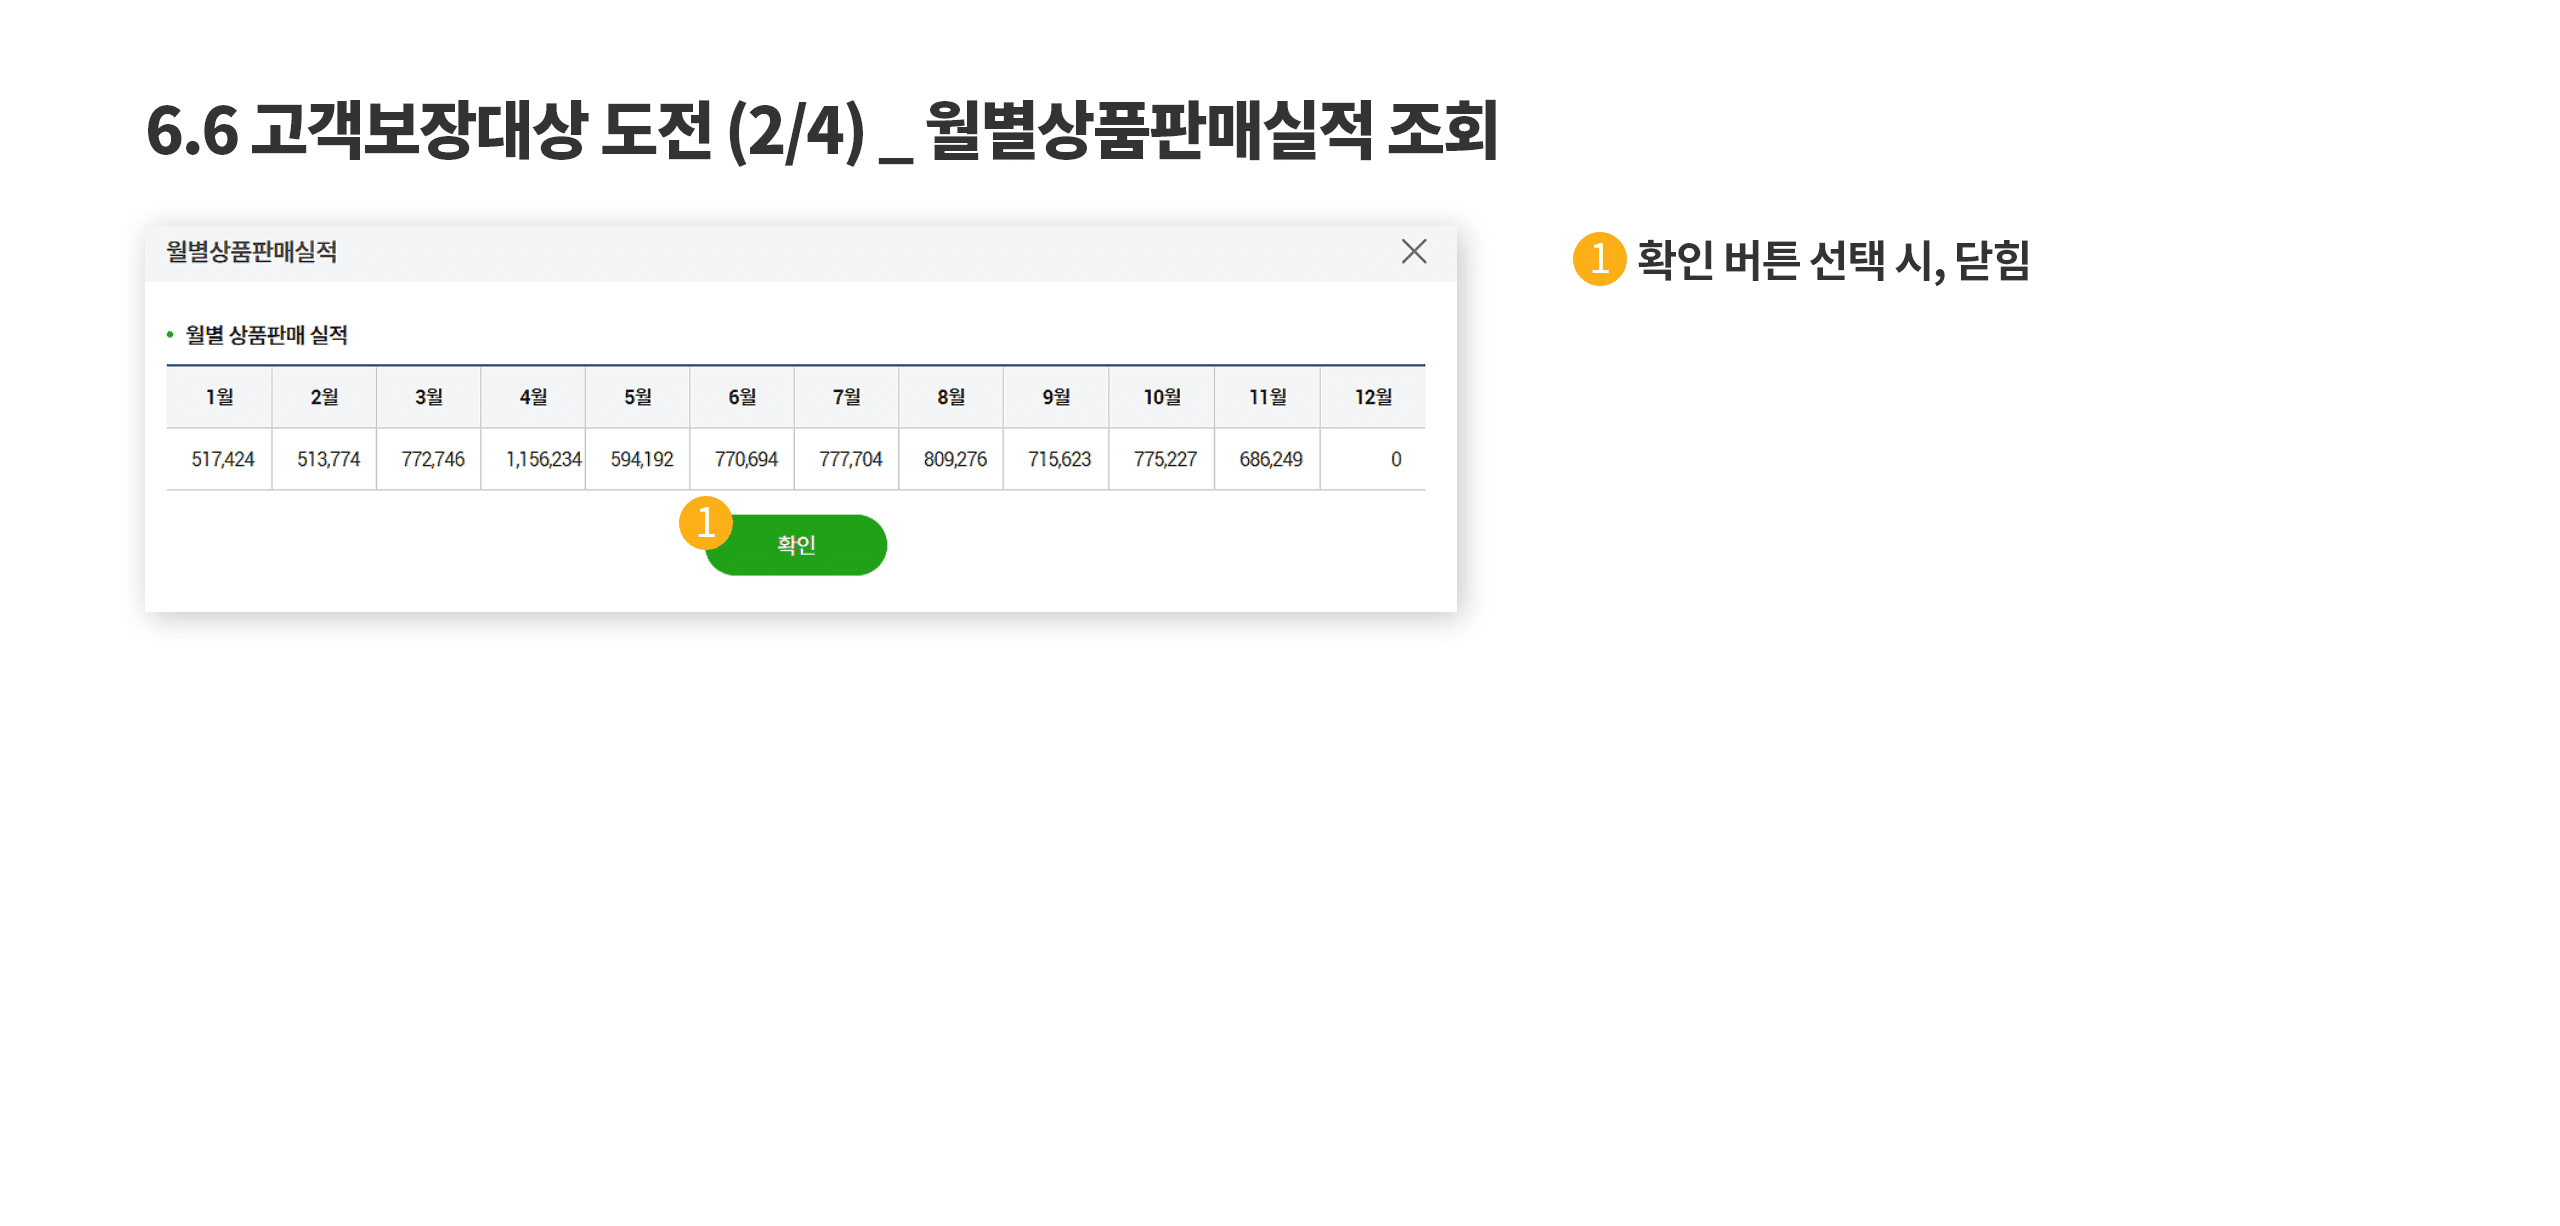 6.6 고객보장대상 도전 (2/4) _ 월별상품판매실적 조회
월별상품판매실적
• 월별 상품판매 실적
1월 2월 3월 4월 5월 6월 7월 8월 9월 10월 11월 12월
517,424 513,774 772,746 1,156,234 594,192 770,694 777,704 809,276 715,623 775,227 686,249 0
1 확인
1 확인 버튼 선택 시, 닫힘